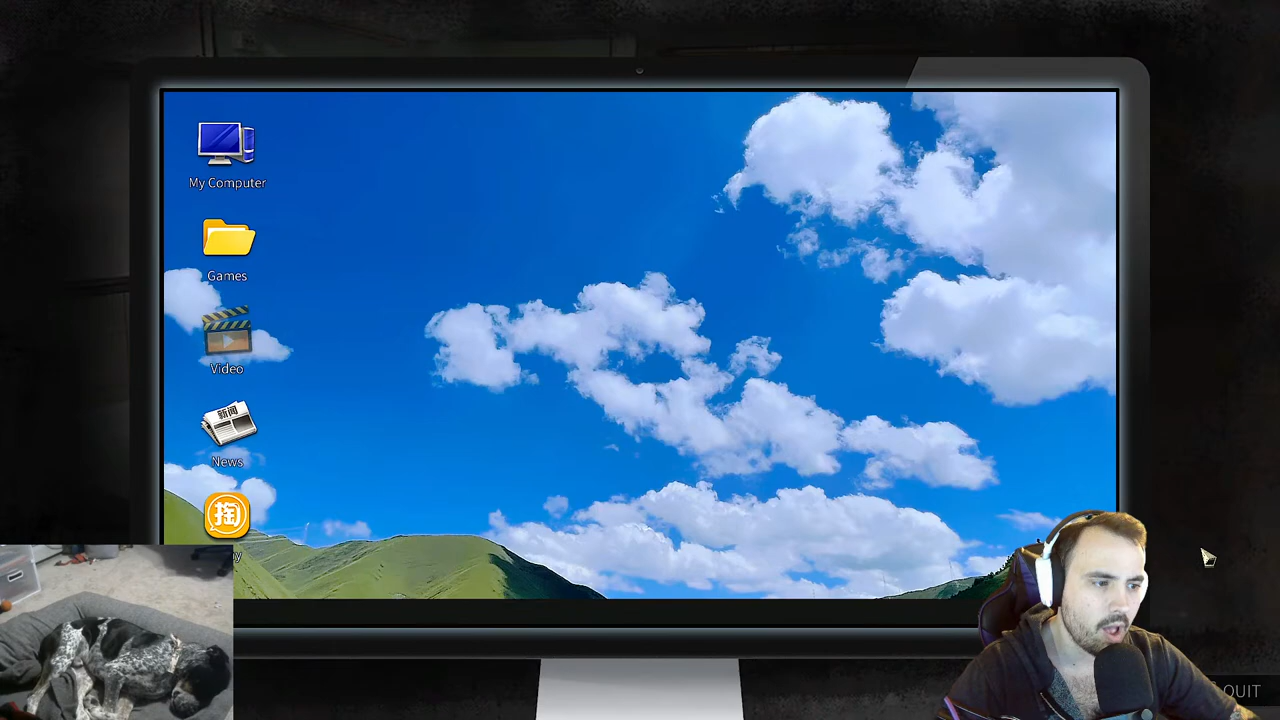 My Computer
Games
Video
新闻
News
掏
QUIT